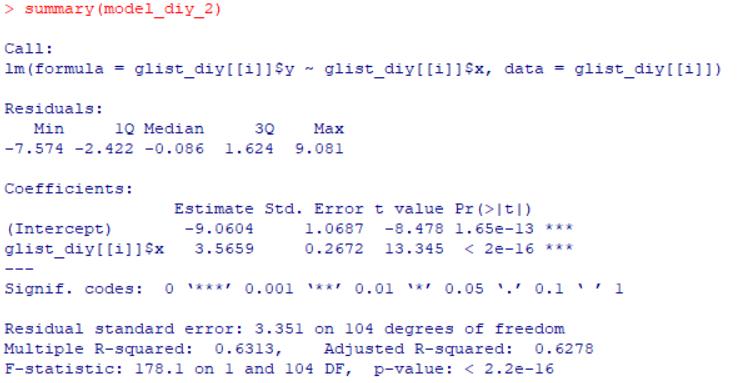 > summary(model_diy_2)
Call:
lm(formula = glist_diy[[i]]$y ~ glist_diy[[i]]$x, data = glist_diy[[i]])
Residuals:
   Min     1Q Median     3Q    Max
-7.574 -2.422 -0.086  1.624  9.081
Coefficients:
                 Estimate Std. Error t value Pr(>|t|)
(Intercept)       -9.0604     1.0687  -8.478 1.65e-13 ***
glist_diy[[i]]$x   3.5659     0.2672  13.345  < 2e-16 ***
---
Signif. codes:  0 ‘***’ 0.001 ‘**’ 0.01 ‘*’ 0.05 ‘.’ 0.1 ‘ ’ 1
Residual standard error: 3.351 on 104 degrees of freedom
Multiple R-squared:  0.6313,    Adjusted R-squared:  0.6278
F-statistic: 178.1 on 1 and 104 DF,  p-value: < 2.2e-16